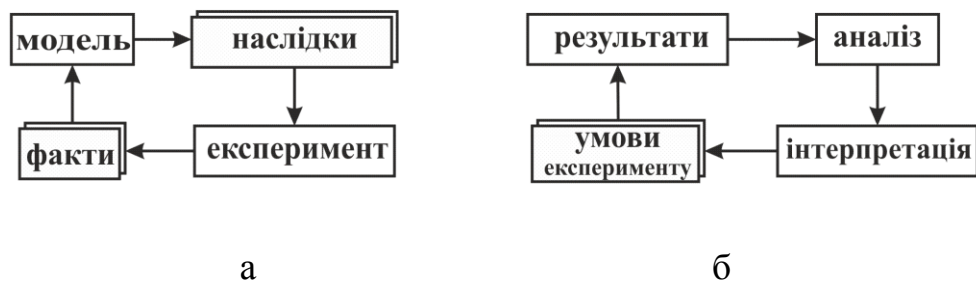 модель
наслідки
факти
експеримент
а
результати
аналіз
умови
експерименту
інтерпретація
б